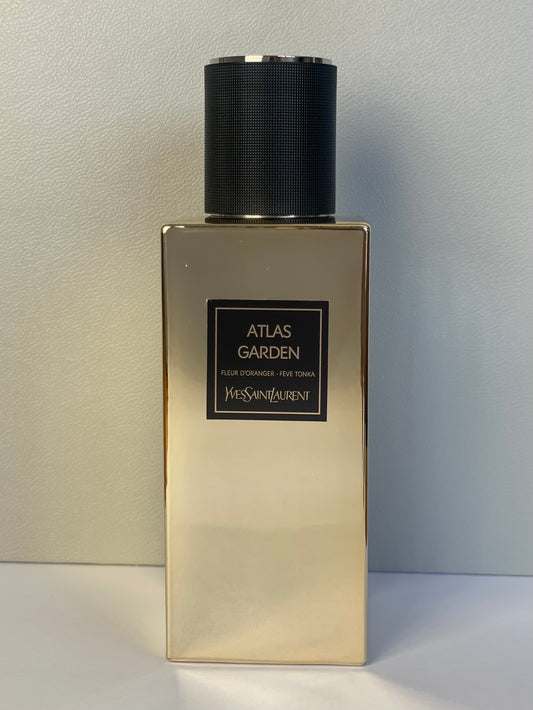 ATLAS
GARDEN
FLEUR D'ORANGER - FÈVE TONKA
YVESSAINTLAURENT